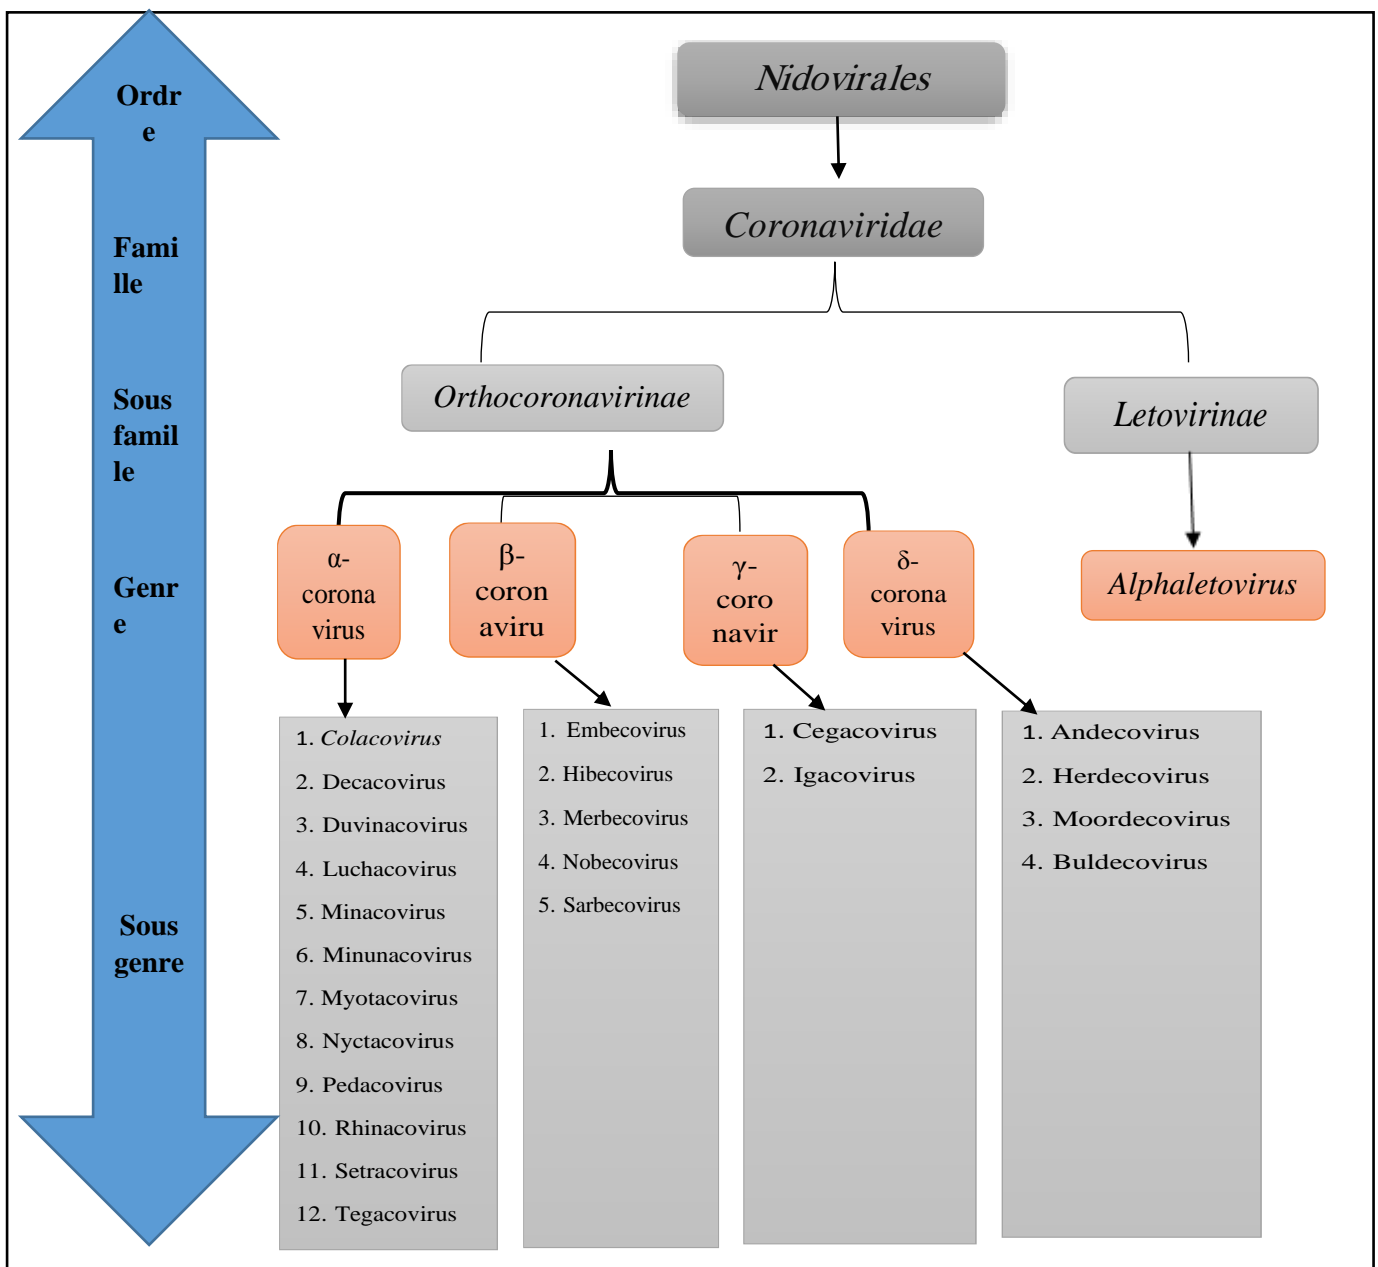 Ordr
e
Fami
lle
Sous
famil
le
Genr
e
Sous
genre
Nidovirales
Coronaviridae
Orthocoronavirinae
Letovirinae
α-
corona
virus
β-
coron
aviru
γ-
coro
navir
δ-
corona
virus
Alphaletovirus
1. Colacovirus
2. Decacovirus
3. Duvinacovirus
4. Luchacovirus
5. Minacovirus
6. Minunacovirus
7. Myotacovirus
8. Nyctacovirus
9. Pedacovirus
10. Rhinacovirus
11. Setracovirus
12. Tegacovirus
1. Embecovirus
2. Hibecovirus
3. Merbecovirus
4. Nobecovirus
5. Sarbecovirus
1. Cegacovirus
2. Igacovirus
1. Andecovirus
2. Herdecovirus
3. Moordecovirus
4. Buldecovirus